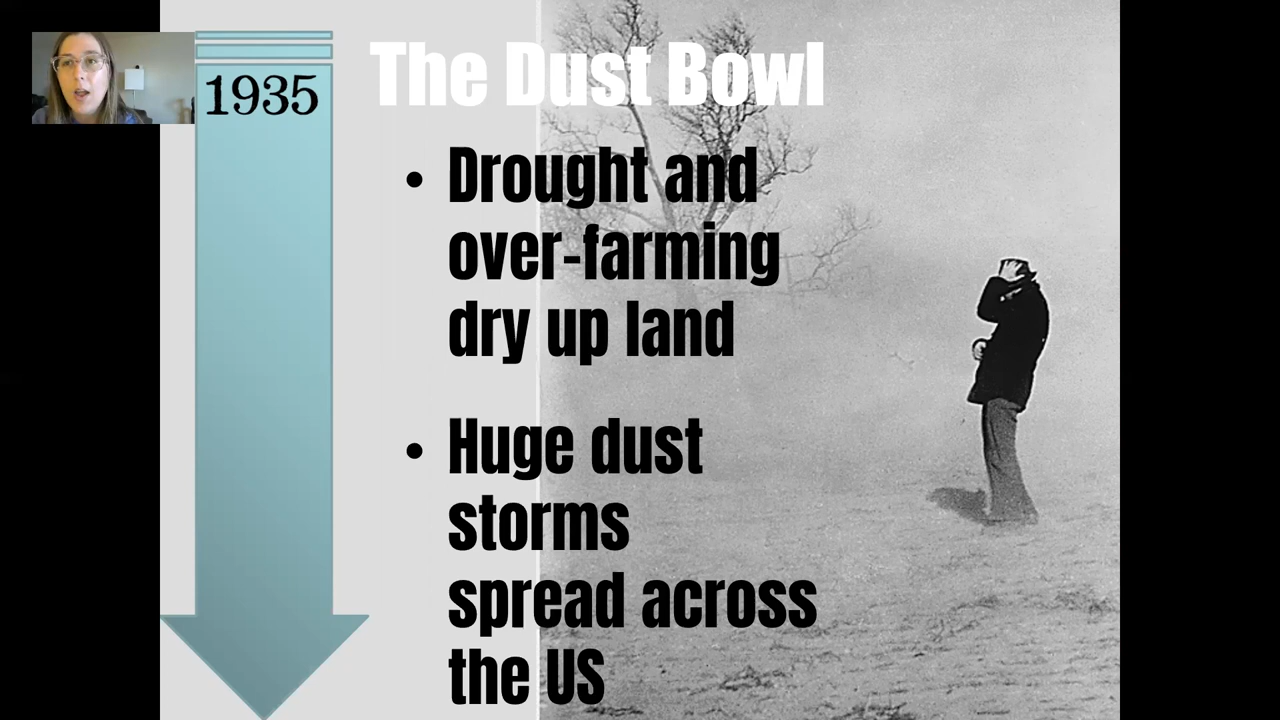 1935
The Dust Bowl
• Drought and
over-farming
dry up land
• Huge dust
storms
spread across
the US